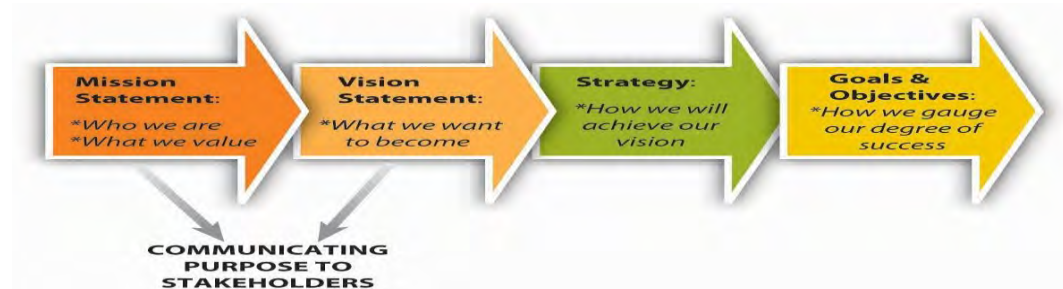 Mission
Statement:
*Who we are
*What we value
Vision
Statement:
*What we want
to become
Strategy:
*How we will
achieve our
vision
Goals &
Objectives:
*How we gauge
our degree of
success
COMMUNICATING
PURPOSE TO
STAKEHOLDERS